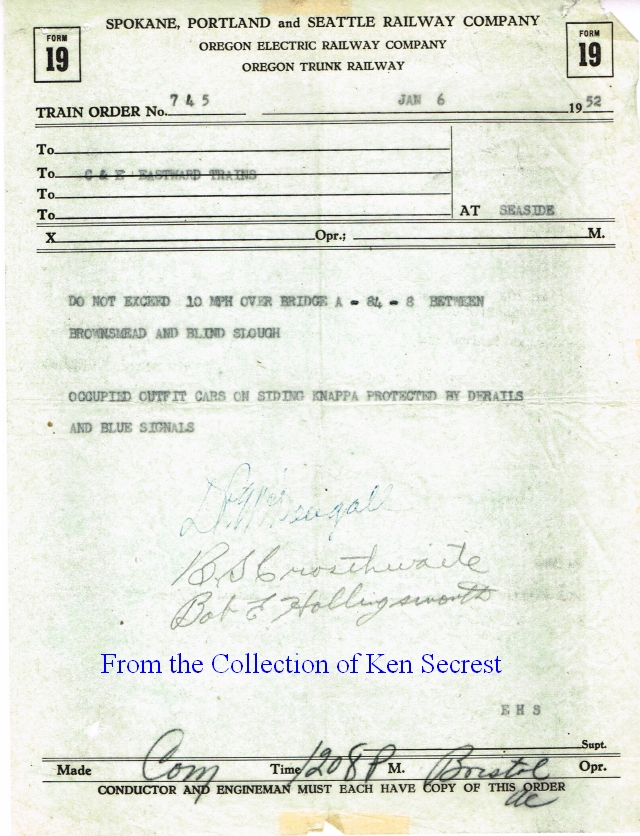 SPOKANE, PORTLAND and SEATTLE RAILWAY COMPANY
OREGON ELECTRIC RAILWAY COMPANY
OREGON TRUNK RAILWAY
FORM 19
FORM 19
TRAIN ORDER No. 745 JAN 6 1952
To
To C & E EASTWARD TRAINS
To
To AT SEASIDE
X Opr.; M.
DO NOT EXCEED 10 MPH OVER BRIDGE A - 84 - 8 BETWEEN
BROWNSMEAD AND BLIND SLOUGH
OCCUPIED OUTFIT CARS ON SIDING KNAPPA PROTECTED BY DERAILS
AND BLUE SIGNALS
B S Crosthwaite
Bob E Hollingsworth
From the Collection of Ken Secrest
E H S
Supt.
Made Com Time 1208 P M. Bristol Opr.
CONDUCTOR AND ENGINEMAN MUST EACH HAVE COPY OF THIS ORDER